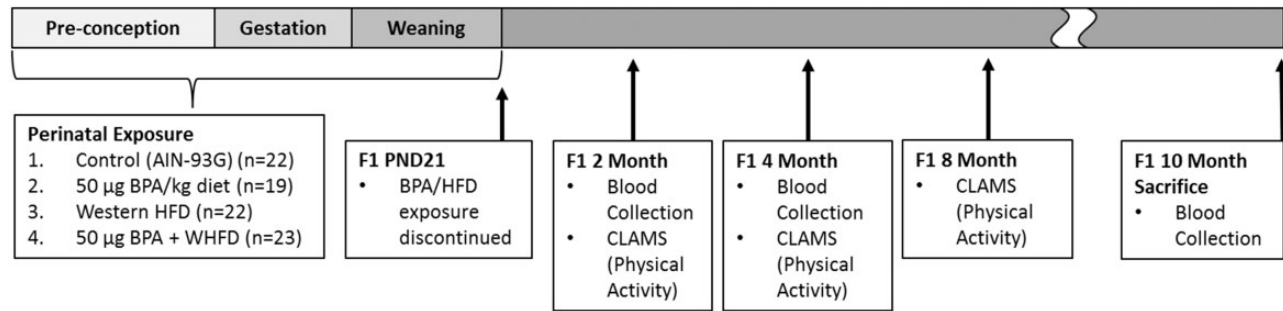 Pre-conception
Gestation
Weaning
Perinatal Exposure
1. Control (AIN-93G) (n=22)
2. 50 µg BPA/kg diet (n=19)
3. Western HFD (n=22)
4. 50 µg BPA + WHFD (n=23)
F1 PND21
• BPA/HFD
exposure
discontinued
F1 2 Month
• Blood
Collection
• CLAMS
(Physical
Activity)
F1 4 Month
• Blood
Collection
• CLAMS
(Physical
Activity)
F1 8 Month
• CLAMS
(Physical
Activity)
F1 10 Month
Sacrifice
• Blood
Collection